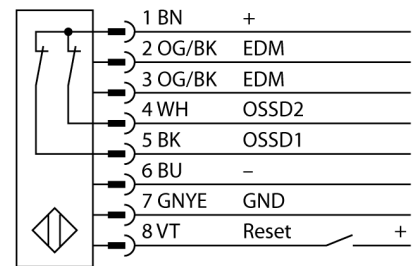 1 BN +
2 OG/BK EDM
3 OG/BK EDM
4 WH OSSD2
5 BK OSSD1
6 BU –
7 GNYE GND
8 VT Reset +